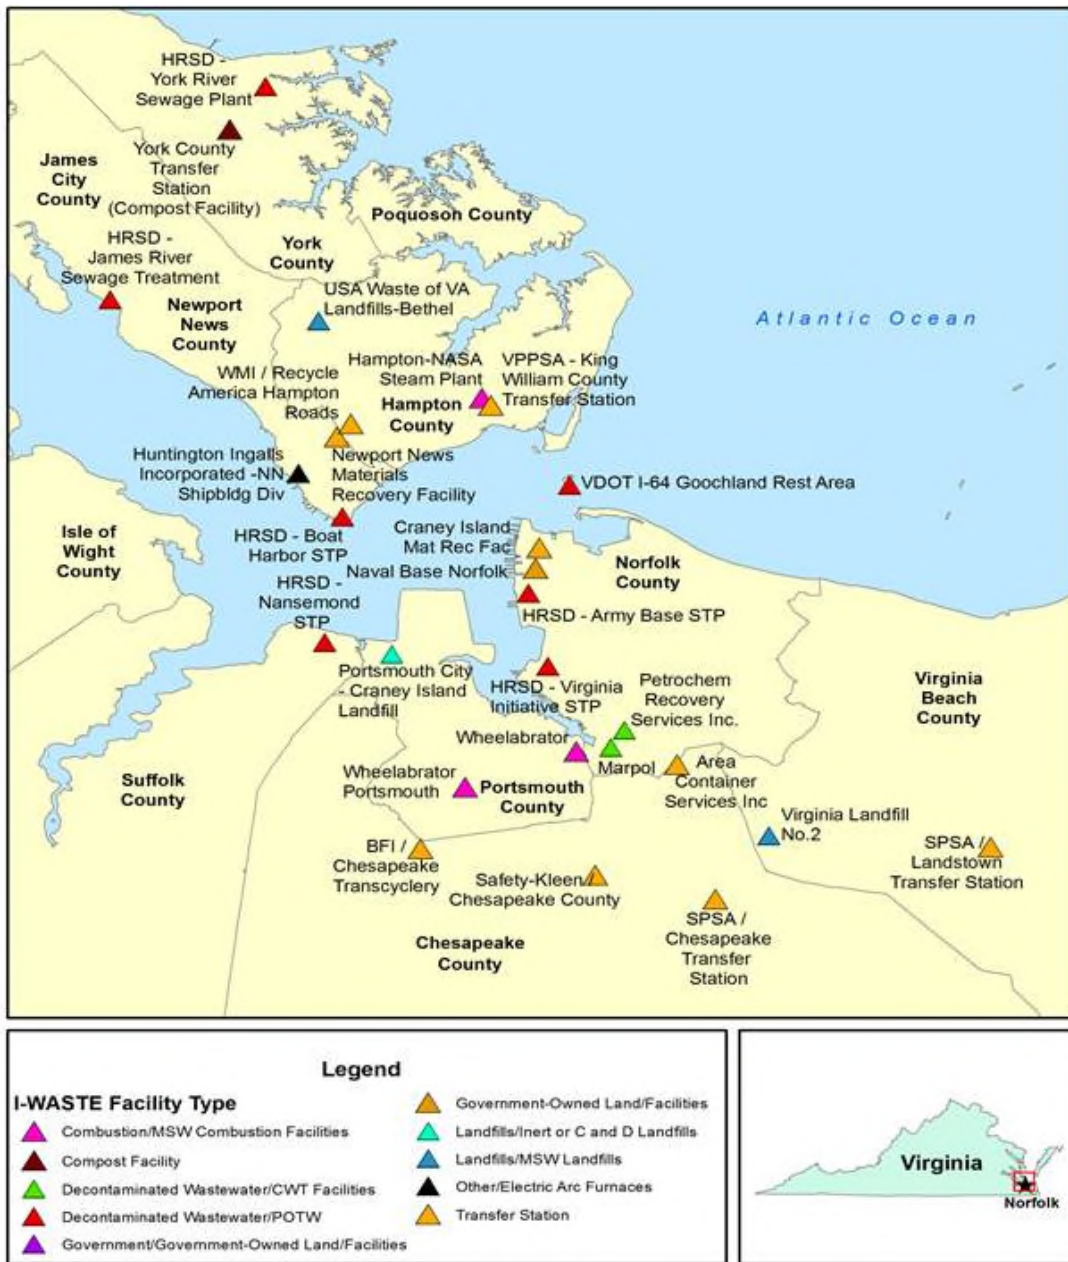 HRSD -
York River
Sewage Plant
York County
Transfer
Station
(Compost Facility)
James
City
County
Poquoson County
York
County
HRSD -
James River
Sewage Treatment
Newport
News
County
USA Waste of VA
Landfills-Bethel
Atlantic Ocean
Hampton-NASA
Steam Plant
VPPSA - King
William County
Transfer Station
WMI / Recycle
America Hampton
Roads
Hampton
County
Huntington Ingalls
Incorporated -NN
Shipbldg Div
Newport News
Materials
Recovery Facility
VDOT I-64 Goochland Rest Area
Isle of
Wight
County
HRSD - Boat
Harbor STP
Craney Island
Mat Rec Fac
Naval Base Norfolk
Norfolk
County
HRSD -
Nansemond
STP
HRSD - Army Base STP
Portsmouth City
- Craney Island
Landfill
HRSD - Virginia
Initiative STP
Petrochem
Recovery
Services Inc.
Virginia
Beach
County
Wheelabrator
Marpol
Area
Container
Services Inc
Suffolk
County
Wheelabrator
Portsmouth
Portsmouth
County
Virginia Landfill
No.2
BFI /
Chesapeake
Transcyclery
Safety-Kleen/
Chesapeake County
SPSA /
Landstown
Transfer Station
SPSA /
Chesapeake
Transfer
Station
Chesapeake
County
Legend
I-WASTE Facility Type
Combustion/MSW Combustion Facilities
Compost Facility
Decontaminated Wastewater/CWT Facilities
Decontaminated Wastewater/POTW
Government/Government-Owned Land/Facilities
Government-Owned Land/Facilities
Landfills/Inert or C and D Landfills
Landfills/MSW Landfills
Other/Electric Arc Furnaces
Transfer Station
Virginia
Norfolk